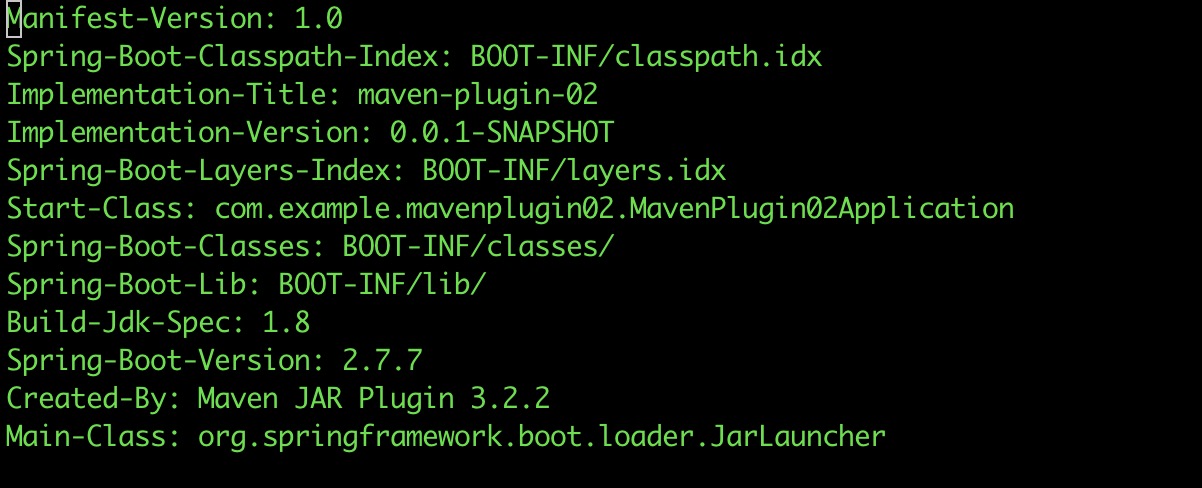 Manifest-Version: 1.0
Spring-Boot-Classpath-Index: BOOT-INF/classpath.idx
Implementation-Title: maven-plugin-02
Implementation-Version: 0.0.1-SNAPSHOT
Spring-Boot-Layers-Index: BOOT-INF/layers.idx
Start-Class: com.example.mavenplugin02.MavenPlugin02Application
Spring-Boot-Classes: BOOT-INF/classes/
Spring-Boot-Lib: BOOT-INF/lib/
Build-Jdk-Spec: 1.8
Spring-Boot-Version: 2.7.7
Created-By: Maven JAR Plugin 3.2.2
Main-Class: org.springframework.boot.loader.JarLauncher